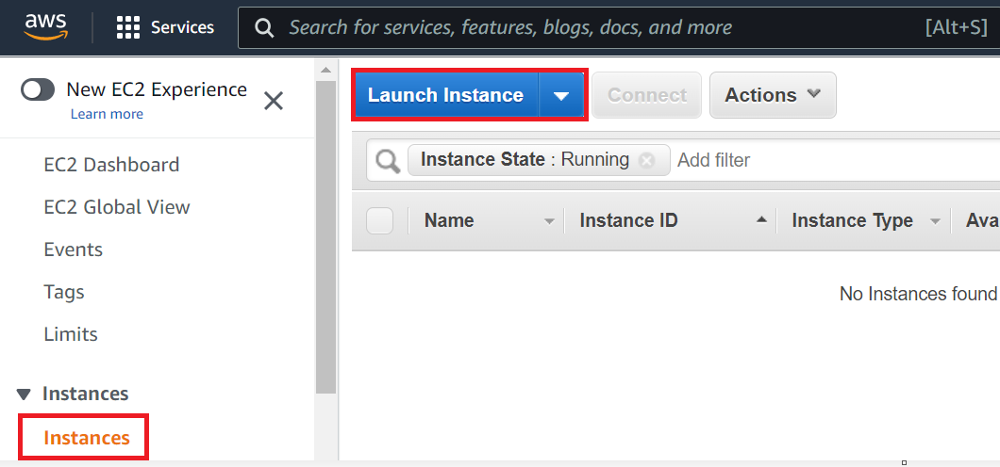 aws
Services
Search for services, features, blogs, docs, and more
[Alt+S]
New EC2 Experience
Learn more
EC2 Dashboard
EC2 Global View
Events
Tags
Limits
Instances
Instances
Launch Instance
Connect
Actions
Instance State : Running
Add filter
Name
Instance ID
Instance Type
Ava
No Instances found